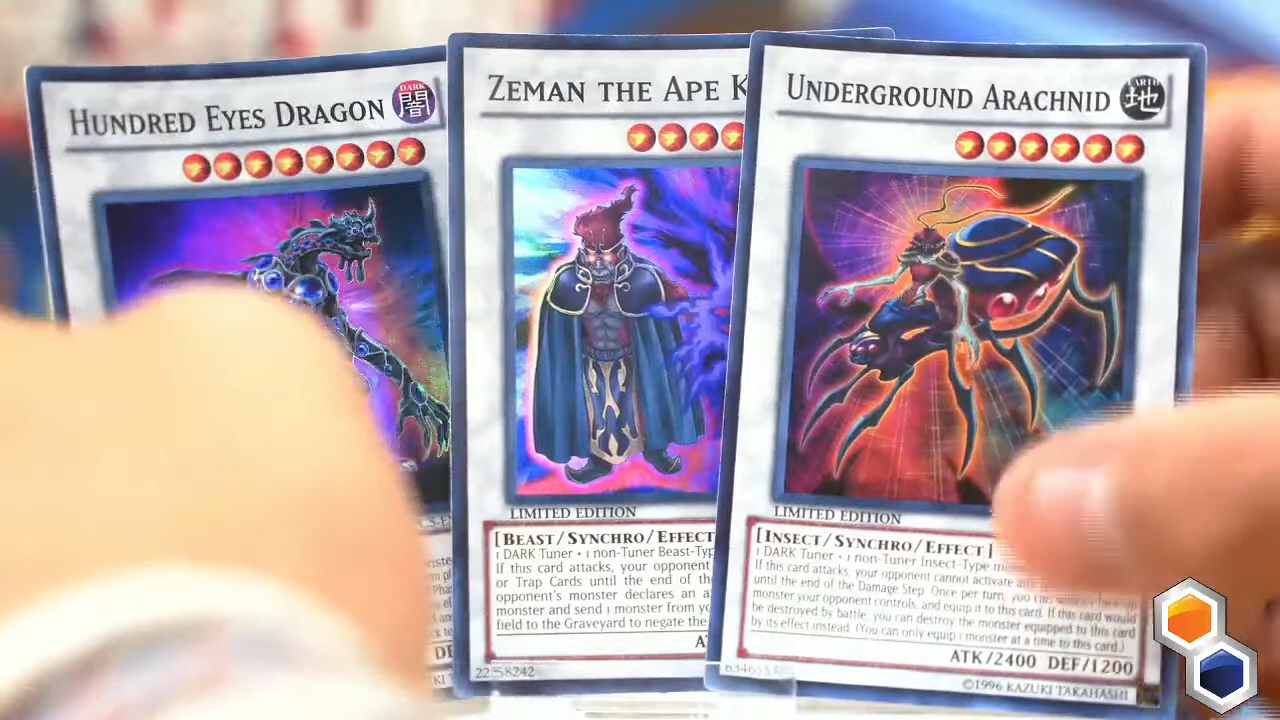 HUNDRED EYES DRAGON
DARK
闇
ZEMAN THE APE K
LIMITED EDITION
[BEAST/SYNCHRO/EFFECT
1 DARK Tuner + 1 non-Tuner Beast-Typ
If this card attacks, your opponent
or Trap Cards until the end of th
opponent's monster declares an a
monster and send 1 monster from yo
field to the Graveyard to negate the
UNDERGROUND ARACHNID
EARTH
地
LIMITED EDITION
[INSECT/SYNCHRO/EFFECT]
1 DARK Tuner + 1 non-Tuner Insect-Type
If this card attacks, your opponent cannot activate
until the end of the Damage Step. Once per turn, you can
monster your opponent controls, and equip it to this card. If this card would
be destroyed by battle, you can destroy the monster equipped to this card
by its effect instead. (You can only equip 1 monster at a time to this card.)
ATK/2400 DEF/1200
©1996 KAZUKI TAKAHASHI